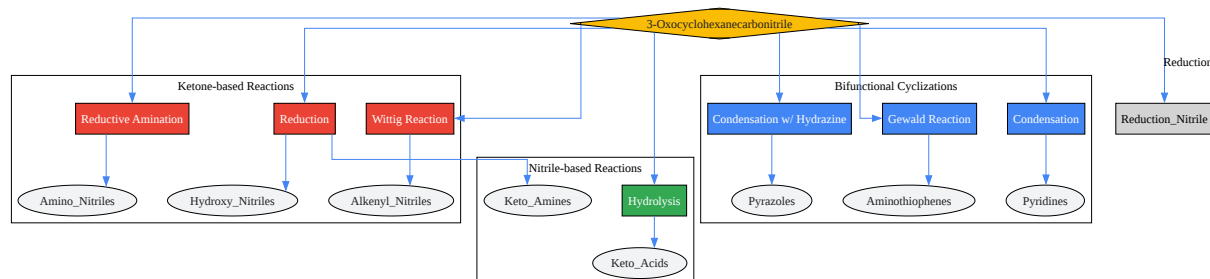 3-Oxocyclohexanecarbonitrile
Reduction
Ketone-based Reactions
Bifunctional Cyclizations
Reductive Amination
Reduction
Wittig Reaction
Condensation w/ Hydrazine
Gewald Reaction
Condensation
Reduction_Nitrile
Nitrile-based Reactions
Amino_Nitriles
Hydroxy_Nitriles
Alkenyl_Nitriles
Keto_Amines
Hydrolysis
Pyrazoles
Aminothiophenes
Pyridines
Keto_Acids